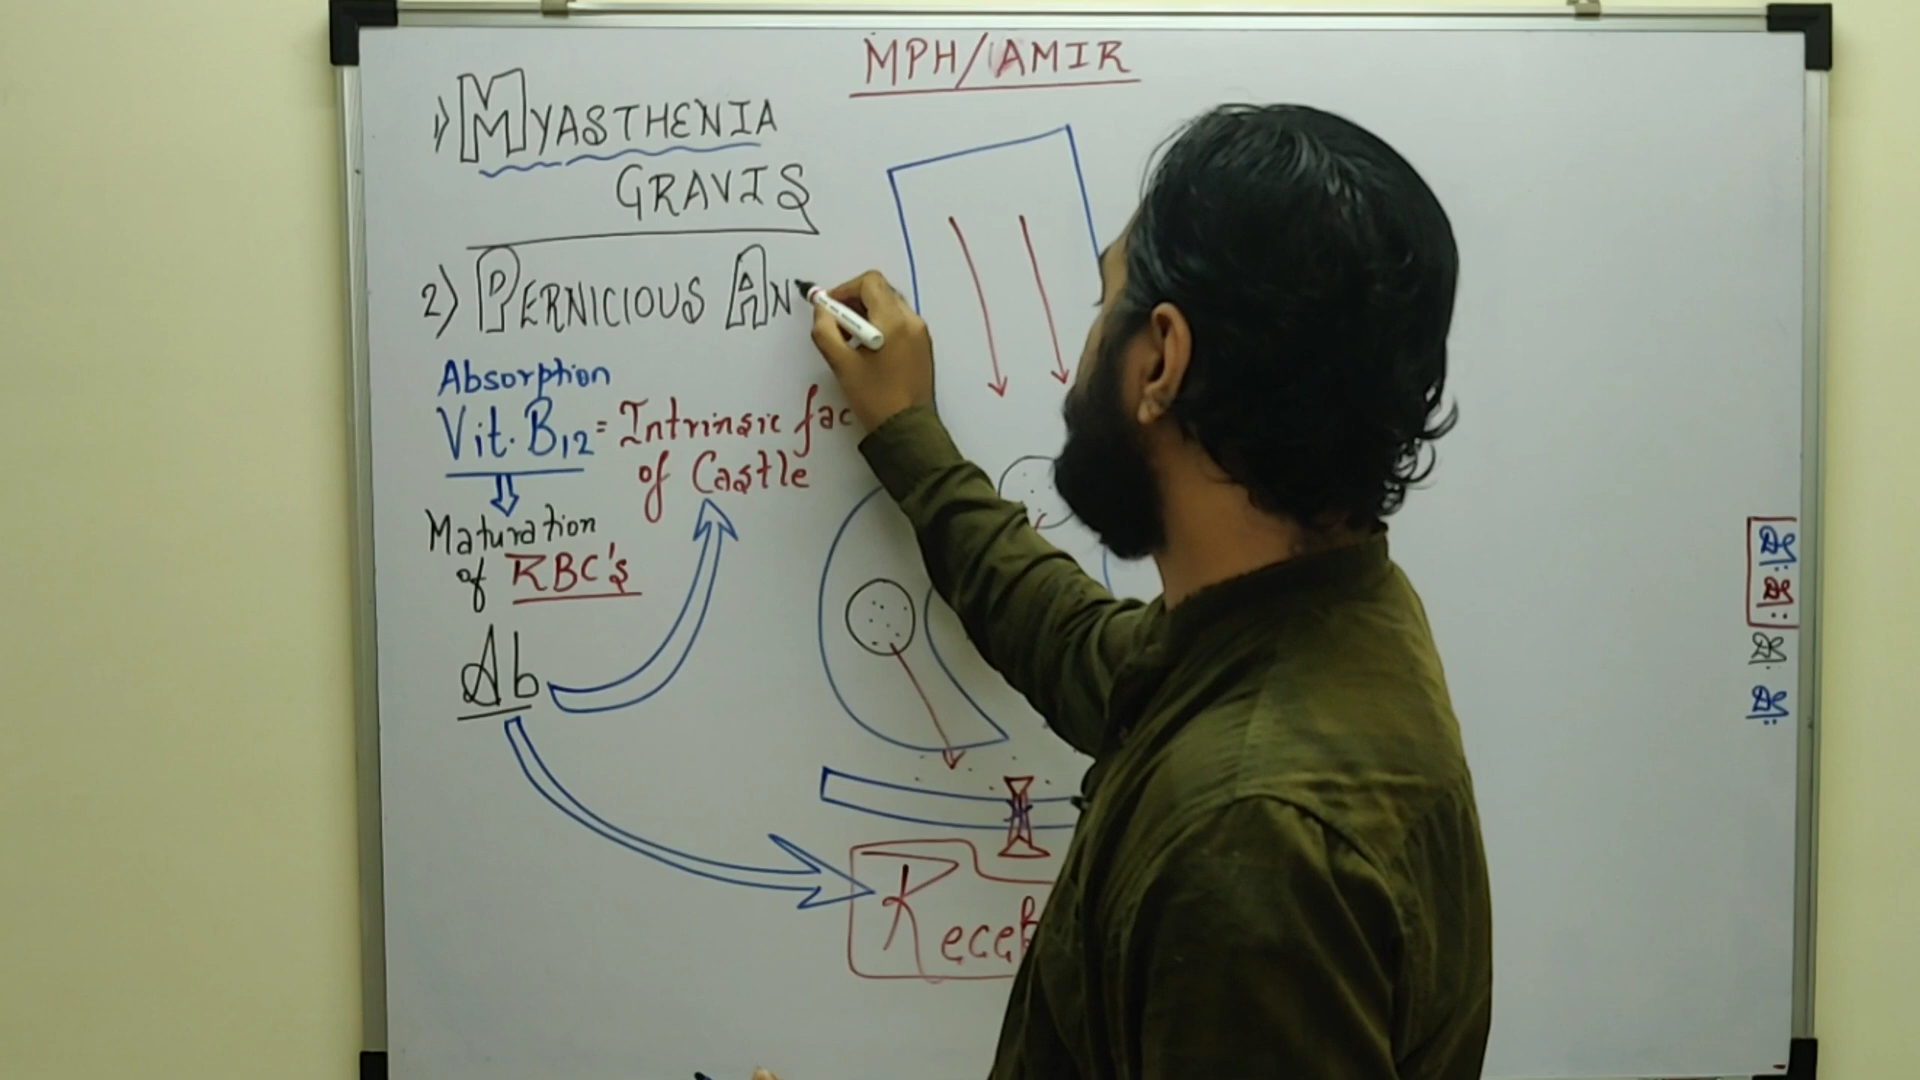 MPH/AMIR
1) MYASTHENIA
GRAVIS
2) PERNICIOUS AN
Absorption
Vit. B12 = Intrinsic fac
of Castle
Maturation
of RBC's
Ab
Recep